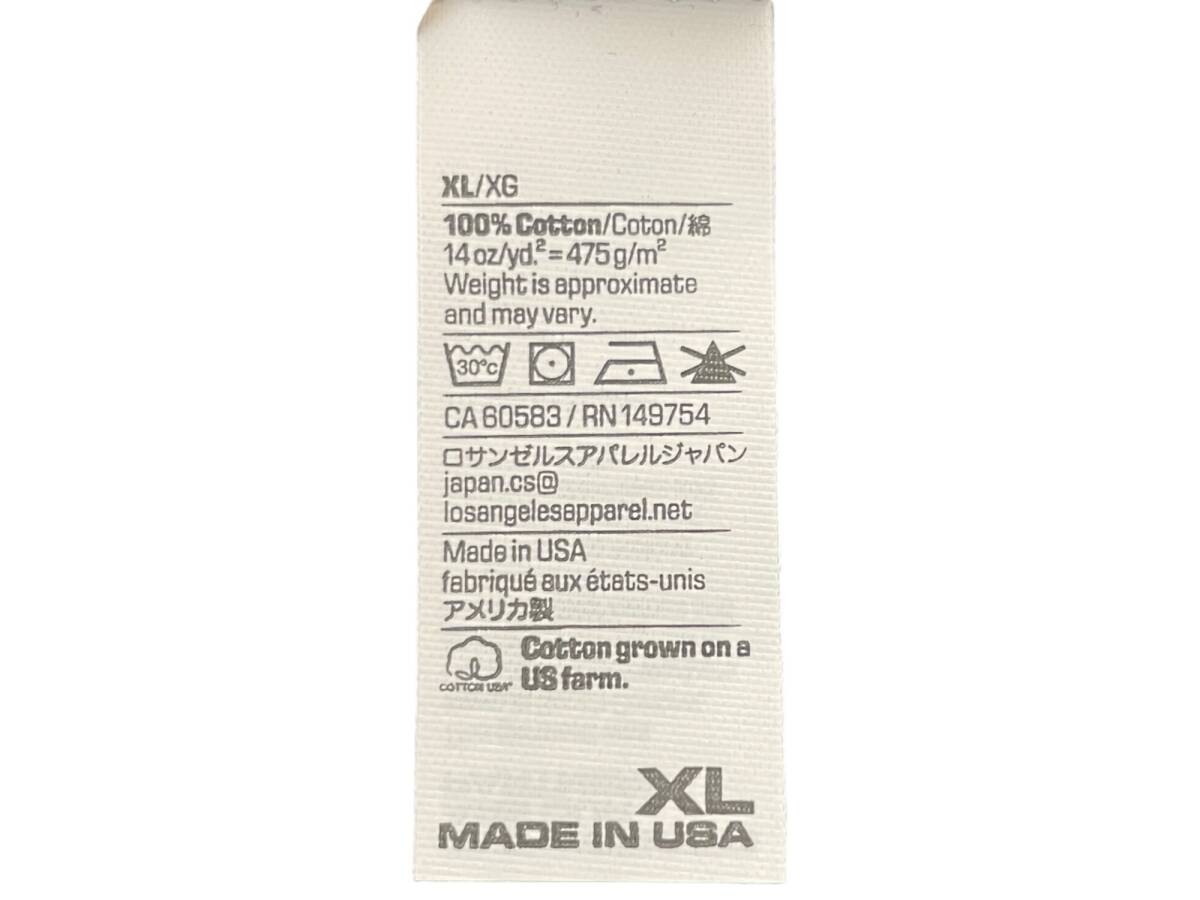 XL/XG
100% Cotton/Coton/綿
14 oz/yd.² = 475 g/m²
Weight is approximate
and may vary.
30°c
CA 60583 / RN 149754
ロサンゼルスアパレルジャパン
japan.cs@
losangelesapparel.net
Made in USA
fabriqué aux états-unis
アメリカ製
COTTON USA
Cotton grown on a
US farm.
XL
MADE IN USA